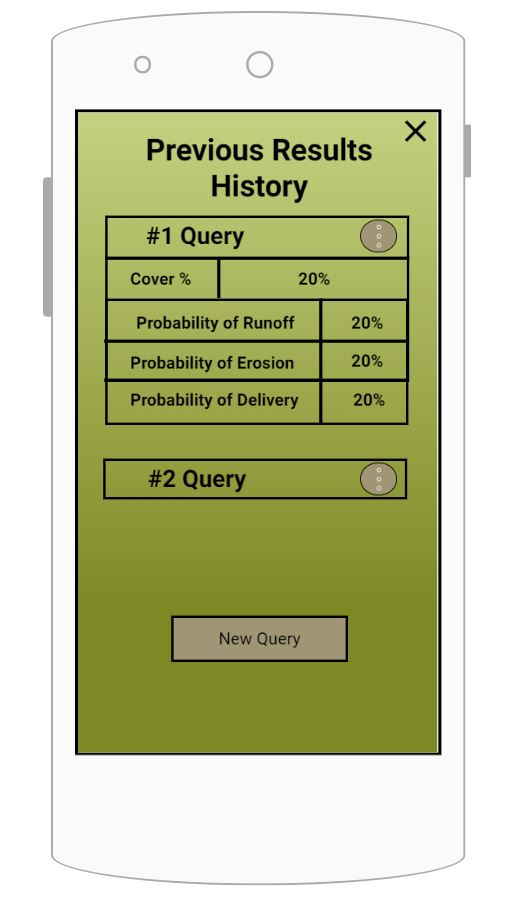 Previous Results
History
#1 Query
Cover % 20%
Probability of Runoff 20%
Probability of Erosion 20%
Probability of Delivery 20%
#2 Query
New Query